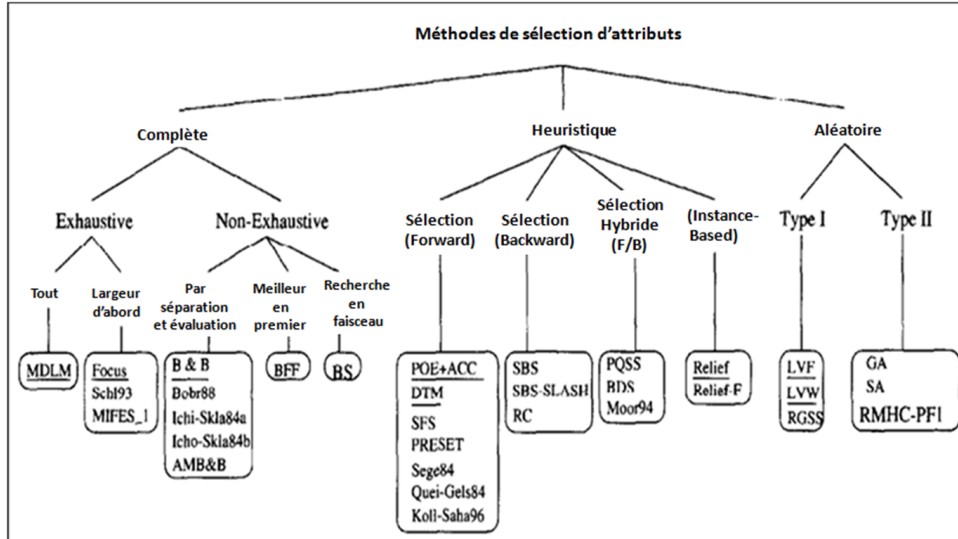 Méthodes de sélection d'attributs
Complète
Heuristique
Aléatoire
Exhaustive
Non-Exhaustive
Sélection
(Forward)
Sélection
(Backward)
Sélection
Hybride
(F/B)
(Instance-
Based)
Type I
Type II
Tout
Largeur
d'abord
Par
séparation
et évaluation
Meilleur
en
premier
Recherche
en
faisceau
MDLM
Focus
Schl93
MIFES_1
B & B
Bobr88
Ichi-Skla84a
Icho-Skla84b
AMB&B
BFF
BS
POE+ACC
DTM
SFS
PRESET
Sege84
Quei-Gels84
Koll-Saha96
SBS
SBS-SLASH
RC
PQSS
BDS
Moor94
Relief
Relief-F
LVF
LVW
RGSS
GA
SA
RMHC-PF1